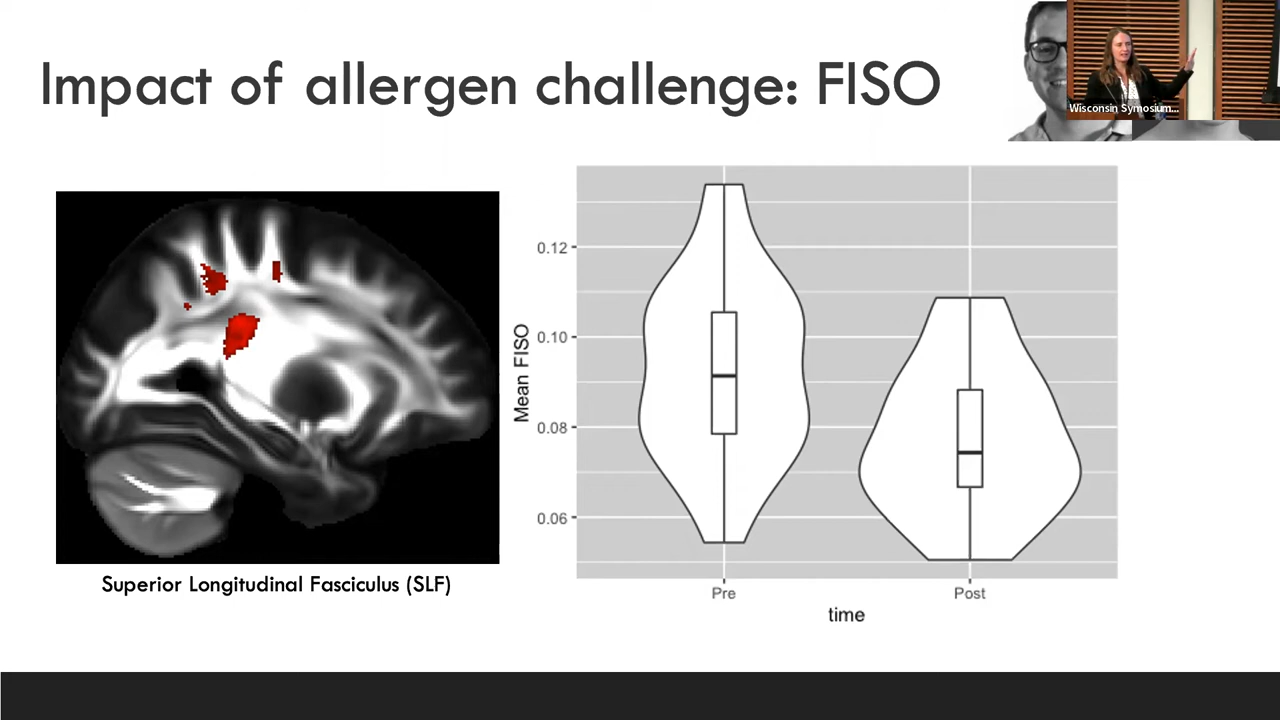 Impact of allergen challenge: FISO
Wisconsin Symosium...
Mean FISO
0.12
0.10
0.08
0.06
Pre
Post
time
Superior Longitudinal Fasciculus (SLF)